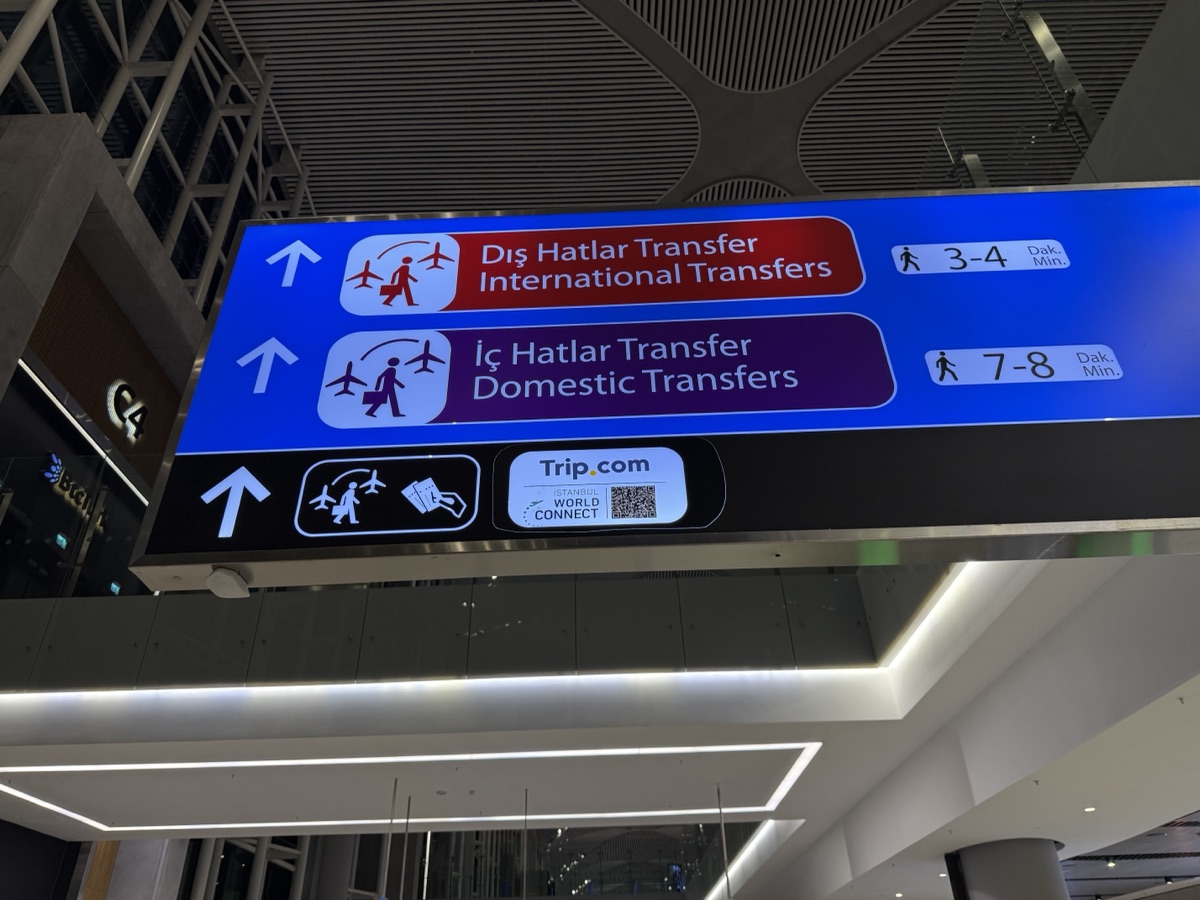 Dış Hatlar Transfer
International Transfers
3-4 Dak.
Min.
İç Hatlar Transfer
Domestic Transfers
7-8 Dak.
Min.
C4
Trip.com
ISTANBUL
WORLD
CONNECT